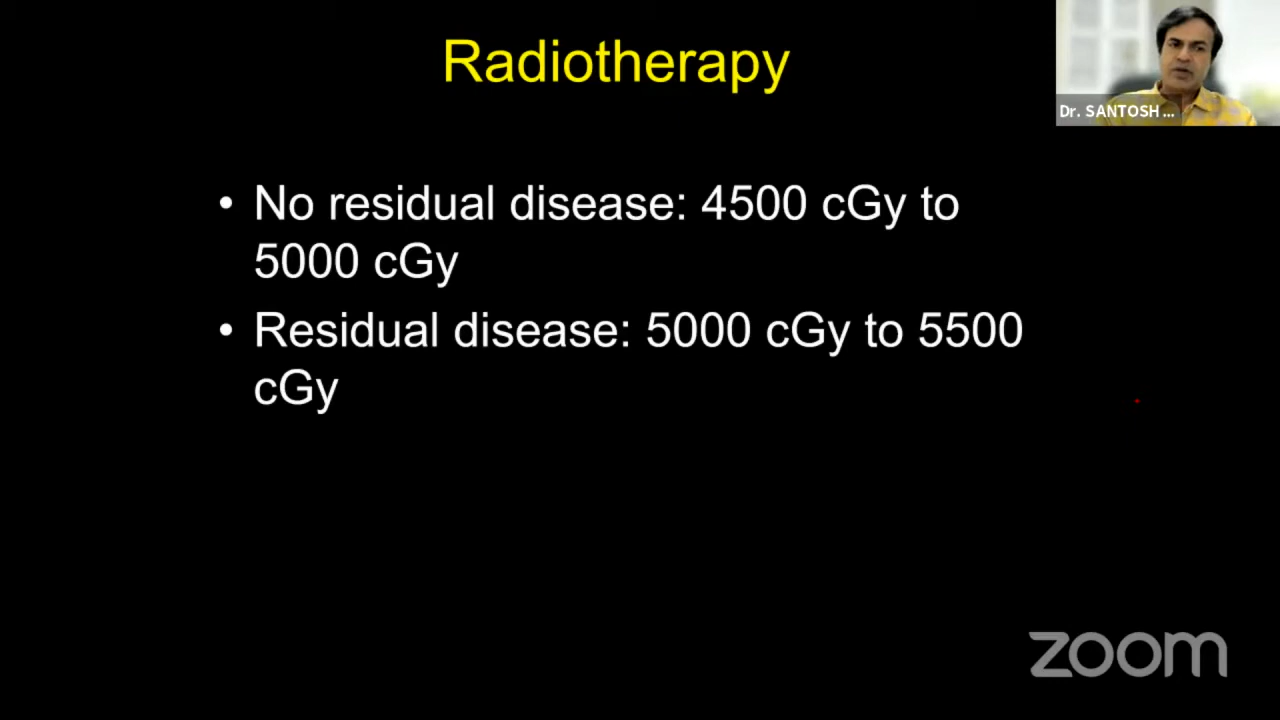 Radiotherapy
Dr. SANTOSH ...
• No residual disease: 4500 cGy to
5000 cGy
• Residual disease: 5000 cGy to 5500
cGy
zoom